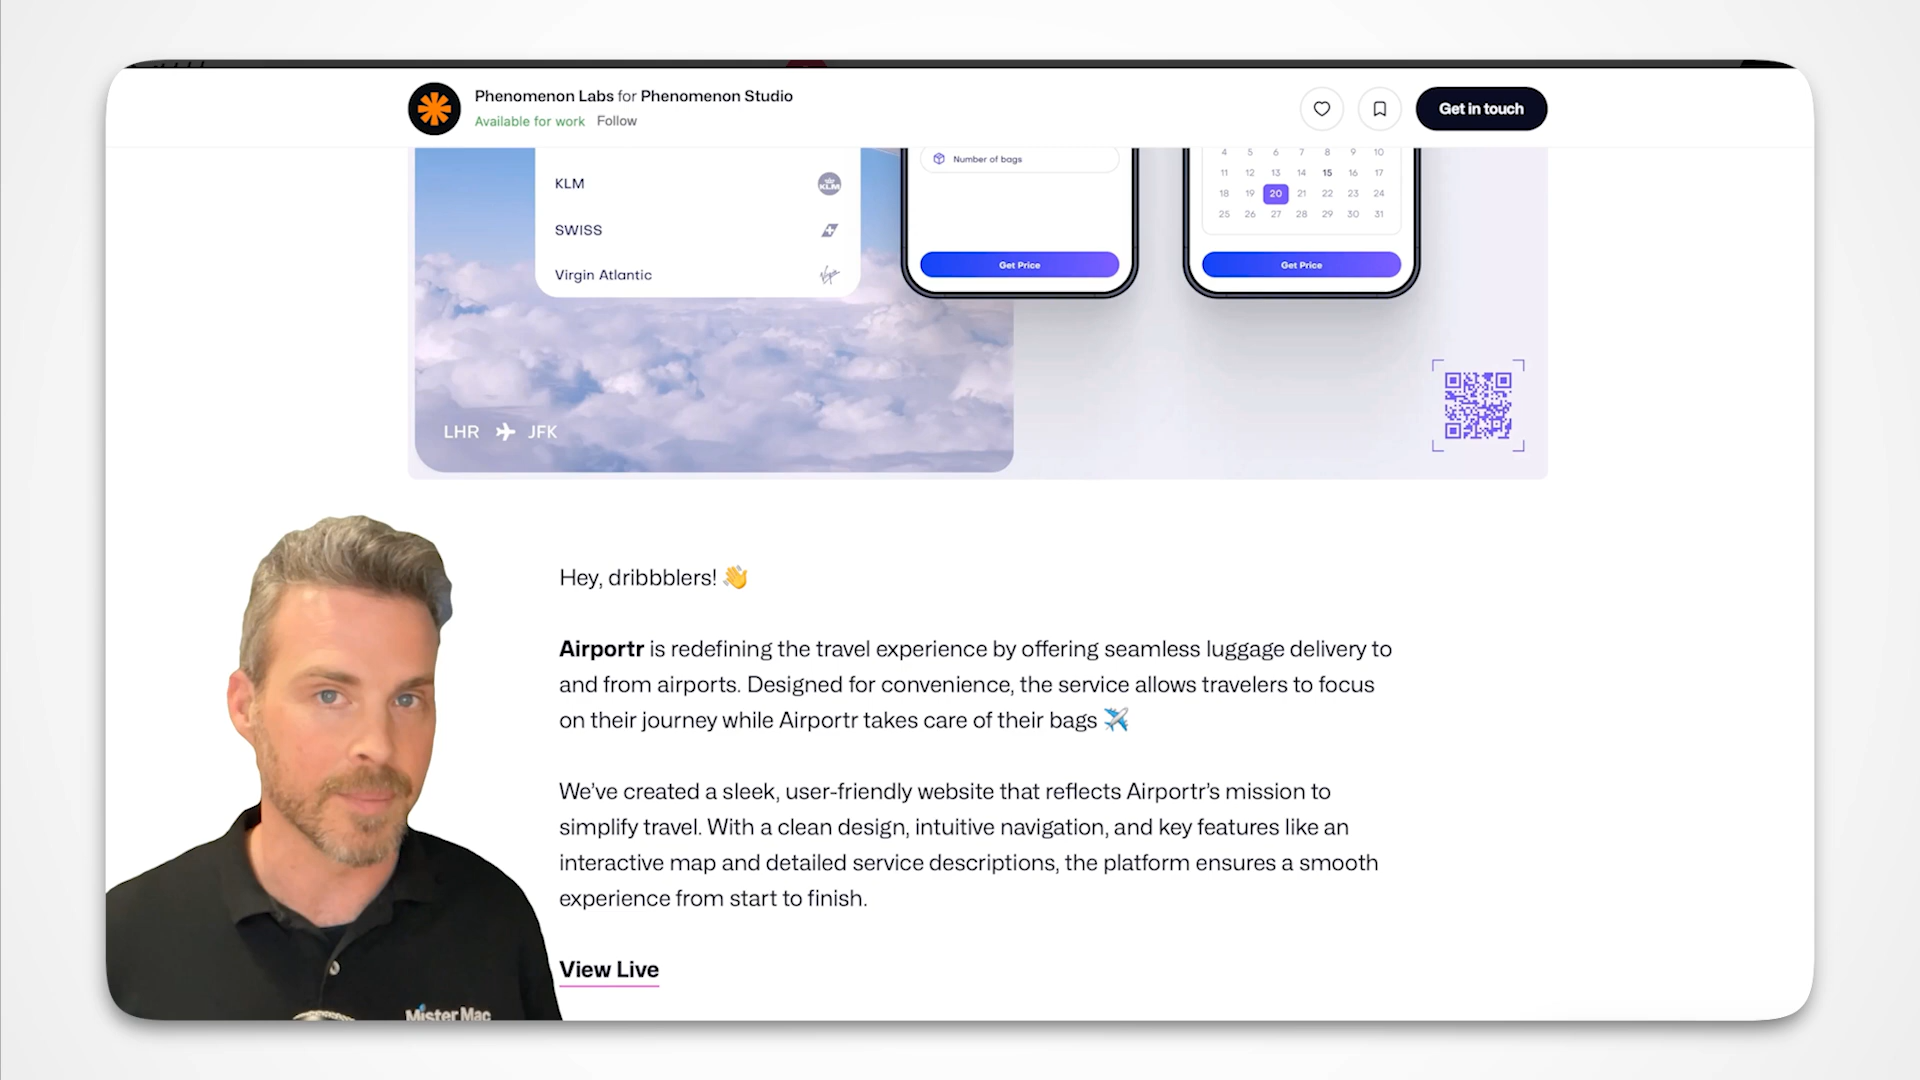 Phenomenon Labs for Phenomenon Studio
Available for work Follow
Get in touch
KLM
KLM
SWISS
Virgin Atlantic
Virgin
LHR JFK
Number of bags
Get Price
4 5 6 7 8 9 10
11 12 13 14 15 16 17
18 19 20 21 22 23 24
25 26 27 28 29 30 31
Get Price
Hey, dribbblers! 👋
Airportr is redefining the travel experience by offering seamless luggage delivery to
and from airports. Designed for convenience, the service allows travelers to focus
on their journey while Airportr takes care of their bags ✈️
We’ve created a sleek, user-friendly website that reflects Airportr’s mission to
simplify travel. With a clean design, intuitive navigation, and key features like an
interactive map and detailed service descriptions, the platform ensures a smooth
experience from start to finish.
View Live
Mister Mac